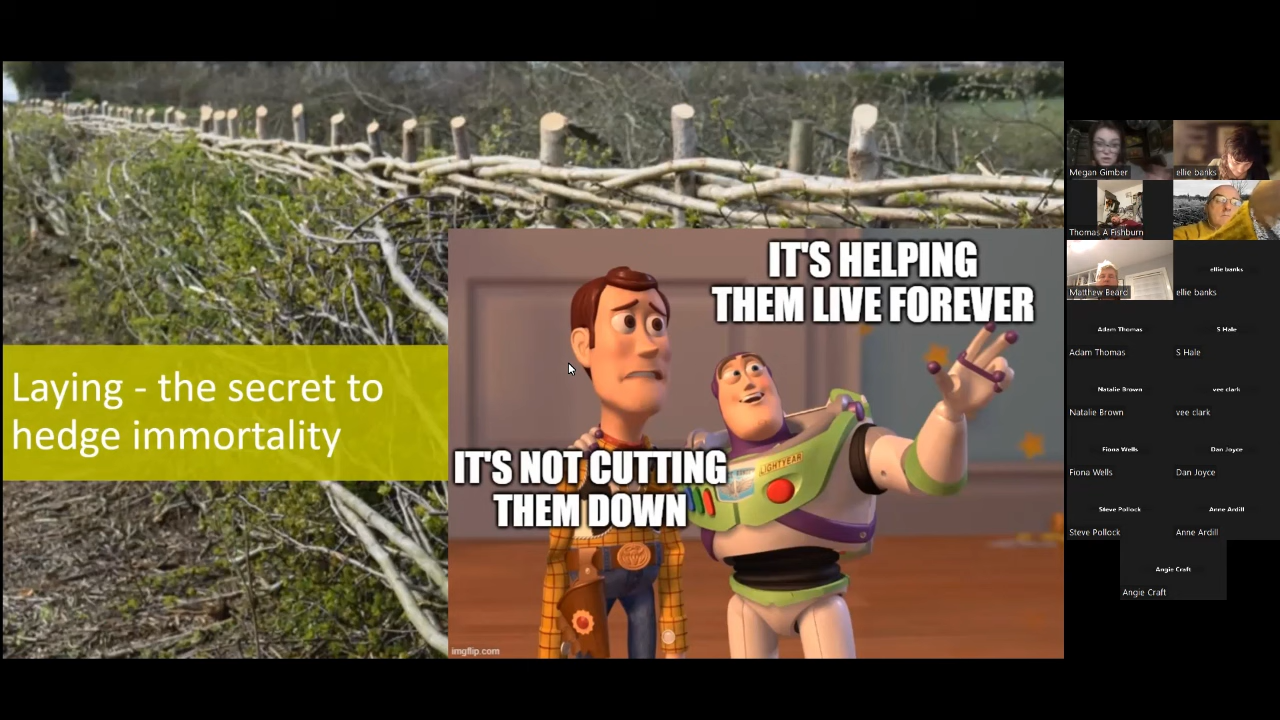 Laying - the secret to
hedge immortality
IT'S HELPING
THEM LIVE FOREVER
IT'S NOT CUTTING
THEM DOWN
LIGHTYEAR
imgflip.com
Megan Gimber
ellie banks
Thomas A Fishburn
Matthew Beard
ellie banks
ellie banks
Adam Thomas
Adam Thomas
S Hale
S Hale
Natalie Brown
Natalie Brown
vee clark
vee clark
Fiona Wells
Fiona Wells
Dan Joyce
Dan Joyce
Steve Pollock
Steve Pollock
Anne Ardill
Anne Ardill
Angie Craft
Angie Craft